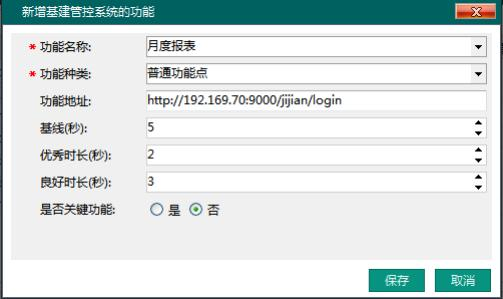 新增基建管控系统的功能
* 功能名称: 月度报表
* 功能种类: 普通功能点
功能地址: http://192.169.70:9000/jijian/login
基线(秒): 5
优秀时长(秒): 2
良好时长(秒): 3
是否关键功能: 是 否
保存 取消